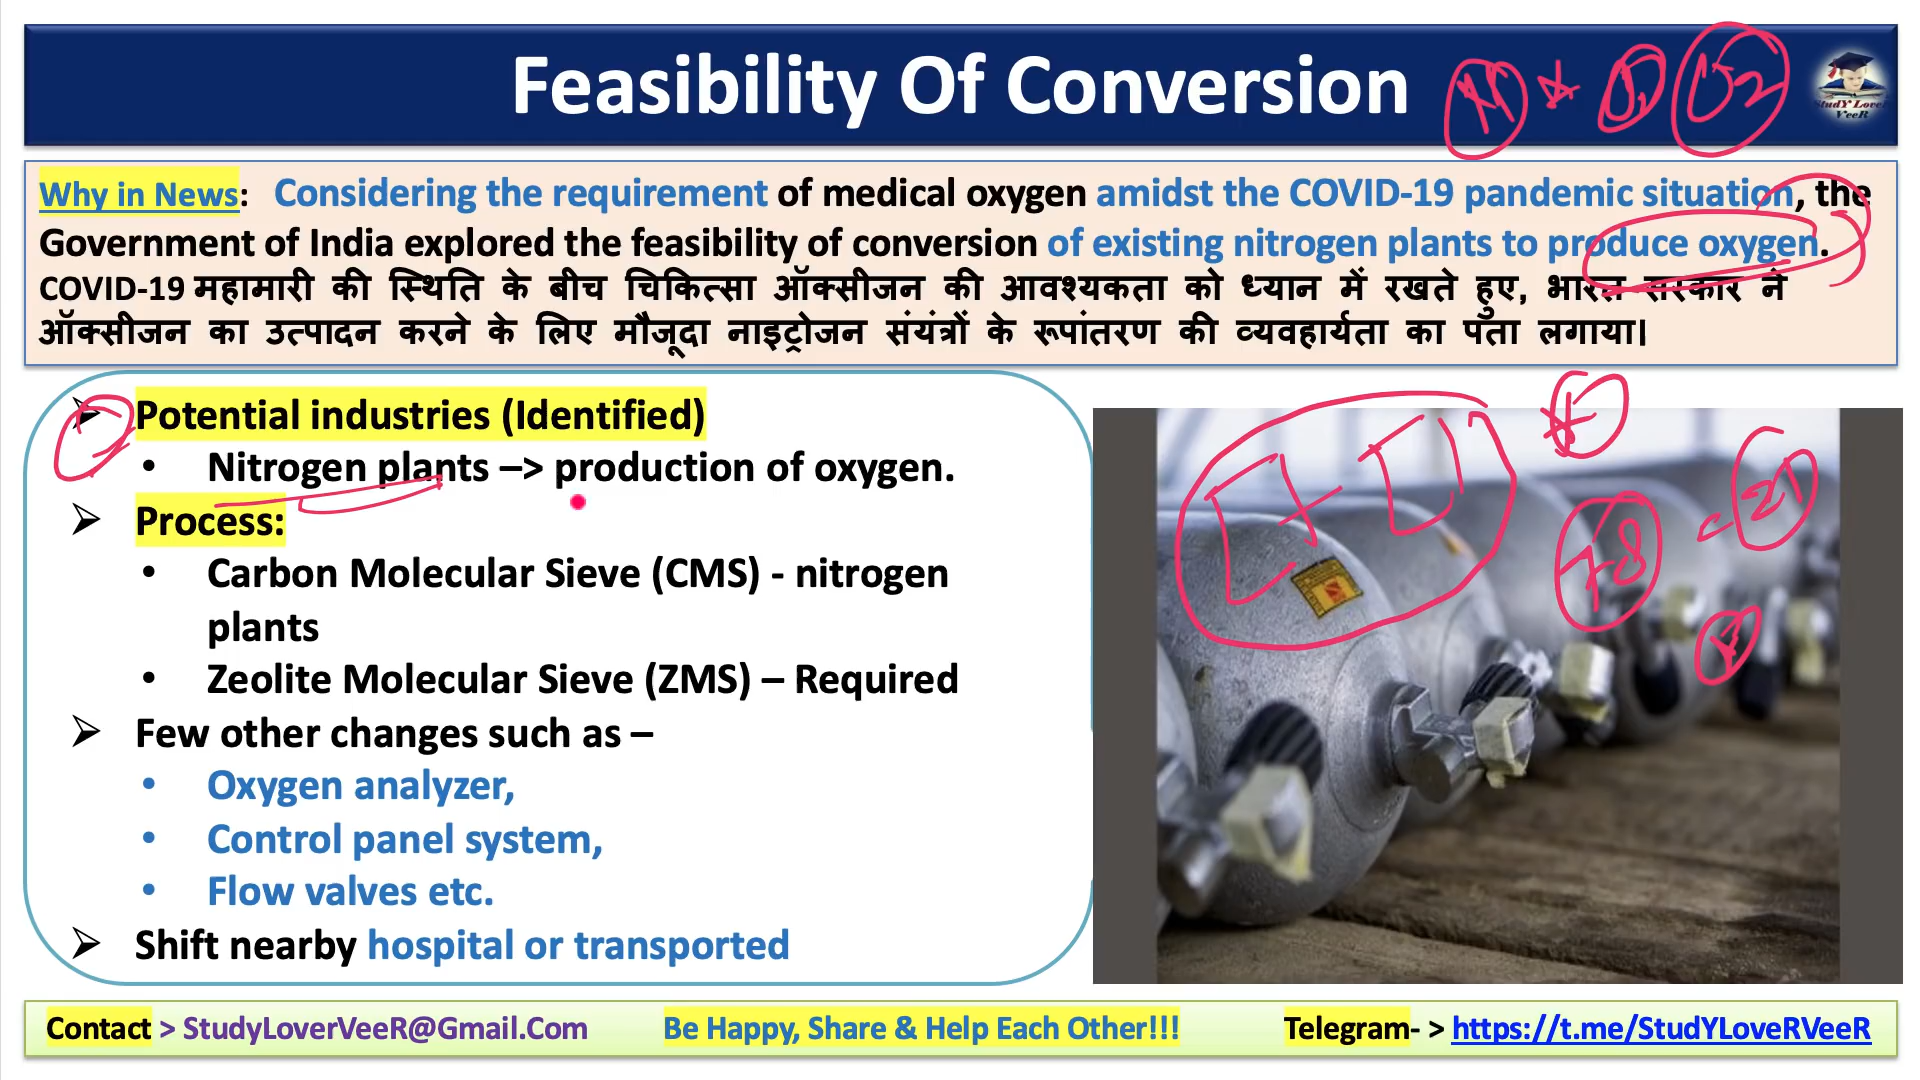 Feasibility Of Conversion
StudY LoveR
VeeR
Why in News: Considering the requirement of medical oxygen amidst the COVID-19 pandemic situation, the
Government of India explored the feasibility of conversion of existing nitrogen plants to produce oxygen.
COVID-19 महामारी की स्थिति के बीच चिकित्सा ऑक्सीजन की आवश्यकता को ध्यान में रखते हुए, भारत सरकार ने
ऑक्सीजन का उत्पादन करने के लिए मौजूदा नाइट्रोजन संयंत्रों के रूपांतरण की व्यवहार्यता का पता लगाया।
➢ Potential industries (Identified)
• Nitrogen plants –> production of oxygen.
➢ Process:
• Carbon Molecular Sieve (CMS) - nitrogen
plants
• Zeolite Molecular Sieve (ZMS) – Required
➢ Few other changes such as –
• Oxygen analyzer,
• Control panel system,
• Flow valves etc.
➢ Shift nearby hospital or transported
78
21
Contact > StudyLoverVeeR@Gmail.Com Be Happy, Share & Help Each Other!!! Telegram- > https://t.me/StudYLoveRVeeR